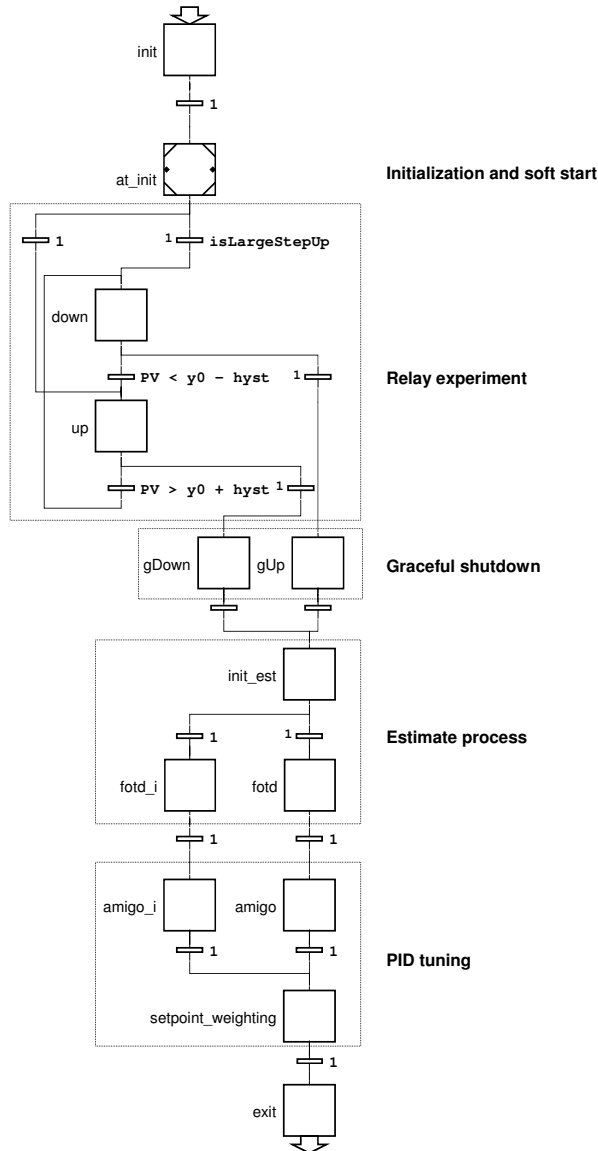 init
1
at_init
Initialization and soft start
1
1 isLargeStepUp
down
PV < y0 − hyst
1
Relay experiment
up
PV > y0 + hyst
1
gDown
gUp
Graceful shutdown
init_est
1
1
Estimate process
fotd_i
fotd
1
1
amigo_i
amigo
1
1
PID tuning
setpoint_weighting
1
exit